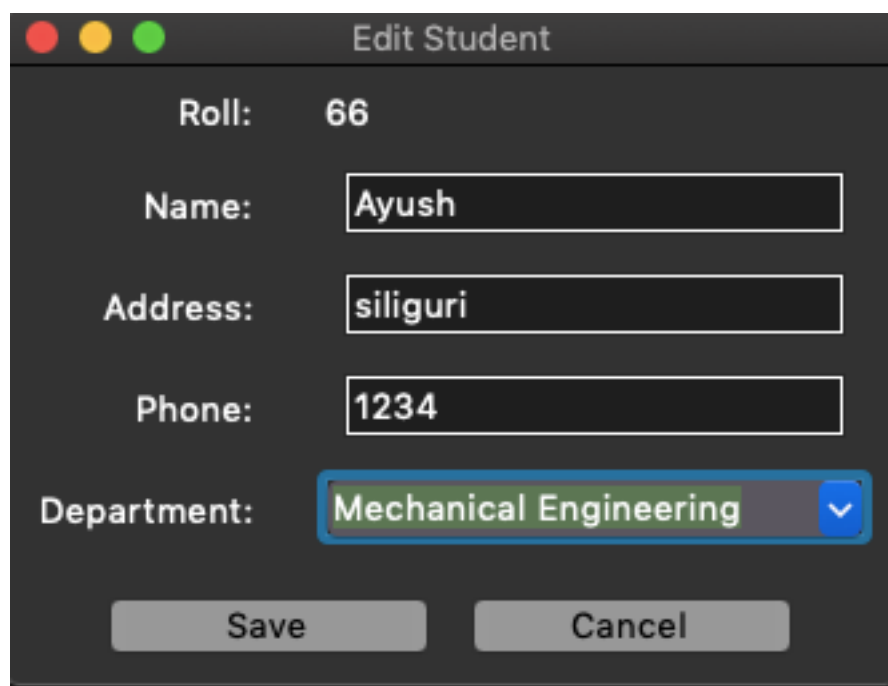 Edit Student
Roll: 66
Name: Ayush
Address: siliguri
Phone: 1234
Department: Mechanical Engineering
Save Cancel